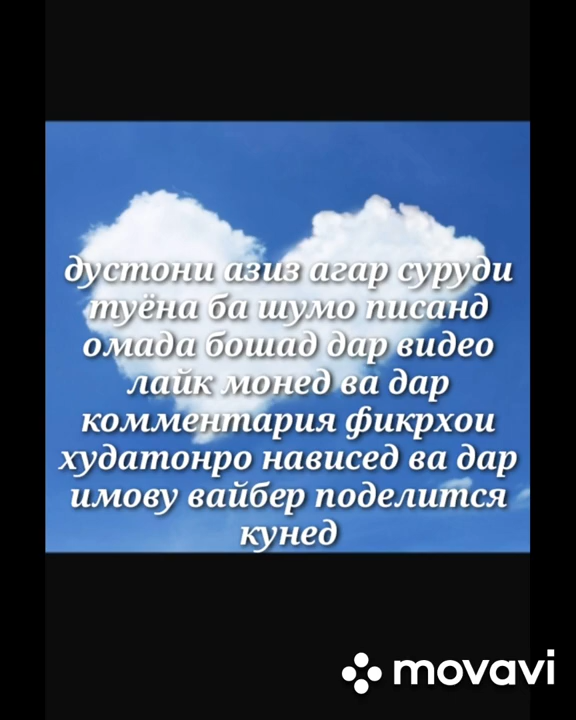 дустони азиз агар суруди
туёна ба шумо писанд
омада бошад дар видео
лайк монед ва дар
комментария фикрхои
худатонро нависед ва дар
имову вайбер поделится
кунед
movavi